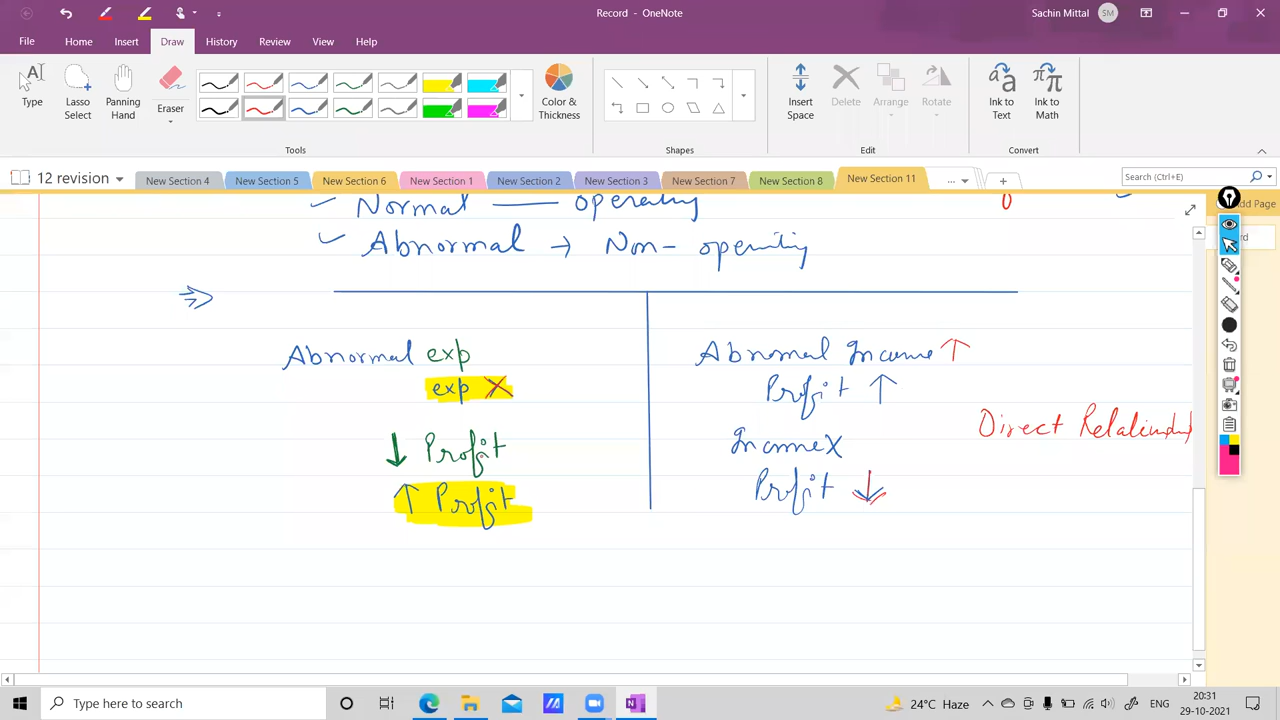 Record - OneNote
Sachin Mittal
SM
File Home Insert Draw History Review View Help
Type
Lasso Select
Panning Hand
Eraser
Color & Thickness
Insert Space
Delete
Arrange
Rotate
Ink to Text
Ink to Math
Tools
Shapes
Edit
Convert
12 revision
New Section 4
New Section 5
New Section 6
New Section 1
New Section 2
New Section 3
New Section 7
New Section 8
New Section 11
...
+
Search (Ctrl+E)
Add Page
Normal — operating
Abnormal → Non- operating
Abnormal exp
exp X
↓ Profit
↑ Profit
Abnormal Income ↑
Profit ↑
Income X
Profit ↓
Direct
Type here to search
24°C Haze
ENG
20:31
29-10-2021